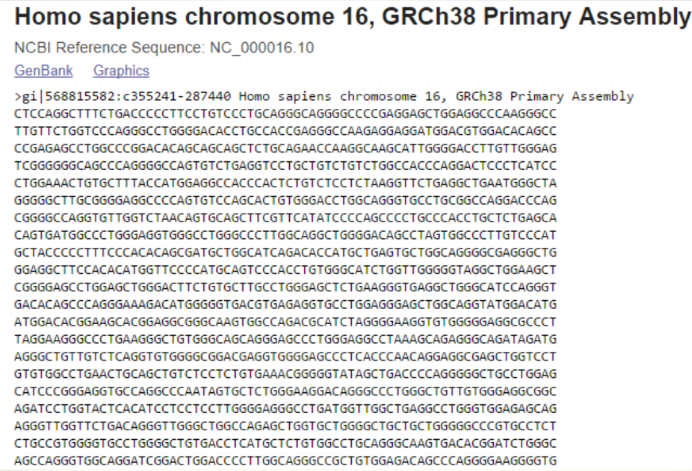 Homo sapiens chromosome 16, GRCh38 Primary Assembly
NCBI Reference Sequence: NC_000016.10
GenBank Graphics
>gi|568815582:c355241-287440 Homo sapiens chromosome 16, GRCh38 Primary Assembly
CTCCAGGCTTTCTGACCCCCTTCCTGTCCCTGCAGGGCAGGGGCCCCGAGGAGCTGGAGGCCCAAGGGCC
TTGTTCTGGTCCCAGGGCCTGGGGACACCTGCCACCGAGGGCCAAGAGGAGGATGGACGTGGACACAGCC
CCGAGAGCCTGGCCCGGACACAGCAGCAGCTCTGCAGAACCAAGGCAAGCATTGGGGACCTTGTTGGGAG
TCGGGGGGCAGCCCAGGGGCCAGTGTCTGAGGTCCTGCTGTCTGTCTGGCCACCCAGGACTCCCTCATCC
CTGGAAACTGTGCTTTACCATGGAGGCCACCCACTCTGTCTCCTCTAAGGTTCTGAGGCTGAATGGGCTA
GGGGGCTTGCGGGGAGGCCCCAGTGTCCAGCACTGTGGGACCTGGCAGGGTGCCTGCGGCCAGGACCCAG
CGGGGCCAGGTGTTGGTCTAACAGTGCAGCTTCGTTCATATCCCCAGCCCCTGCCCACCTGCTCTGAGCA
CAGTGATGGCCCTGGGAGGTGGGCCTGGGCCCTTGGCAGGCTGGGGACAGCCTAGTGGCCCTTGTCCCAT
GCTACCCCCTTTCCCACACAGCGATGCTGGCATCAGACACCATGCTGAGTGCTGGCAGGGGCGAGGGCTG
GGAGGCTTCCACACATGGTTCCCCATGCAGTCCCACCTGTGGGCATCTGGTTGGGGGTAGGCTGGAAGCT
CGGGGAGCCTGGAGCTGGGACTTCTGTGCTTGCCTGGGAGCTCTGAAGGGTGAGGCTGGGCATCCAGGGT
GACACAGCCCAGGGAAAGACATGGGGGTGACGTGAGAGGTGCCTGGAGGGAGCTGGCAGGTATGGACATG
ATGGACACGGAAGCACGGAGGCGGGCAAGTGGCCAGACGCATCTAGGGGAAGGTGTGGGGGAGGCGCCCT
TAGGAAGGGCCCTGAAGGGCTGTGGGCAGCAGGGAGCCCTGGGAGGCCTAAAGCAGAGGGCAGATAGATG
AGGGCTGTTGTCTCAGGTGTGGGGCGGACGAGGTGGGGAGCCCTCACCCAACAGGAGGCGAGCTGGTCCT
GTGTGGCCTGAACTGCAGCTGTCTCCTCTGTGAAACGGGGGTATAGCTGACCCCAGGGGGCTGCCTGGAG
CATCCCGGGAGGTGCCAGGCCCAATAGTGCTCTGGGAAGGACAGGGCCCTGGGCTGTTGTGGGAGGCGGC
AGATCCTGGTACTCACATCCTCCTCCTTGGGGAGGGCCTGATGGTTGGCTGAGGCCTGGGTGGAGAGCAG
AGGGTTGGTTCTGACAGGGTTGGGCTGGCCAGAGCTGGTGCTGGGGCTGCTGCTGGGGGCCCGTGCCTCT
CTGCCGTGGGGTGCCTGGGGCTGTGACCTCATGCTCTGTGGCCTGCAGGGCAAGTGACACGGATCTGGGC
AGCCAGGGTGGCAGGATCGGACTGGACCCCTTGGCAGGGCCGCTGTGGAGACAGCCCAGGGGAAGGGGTG